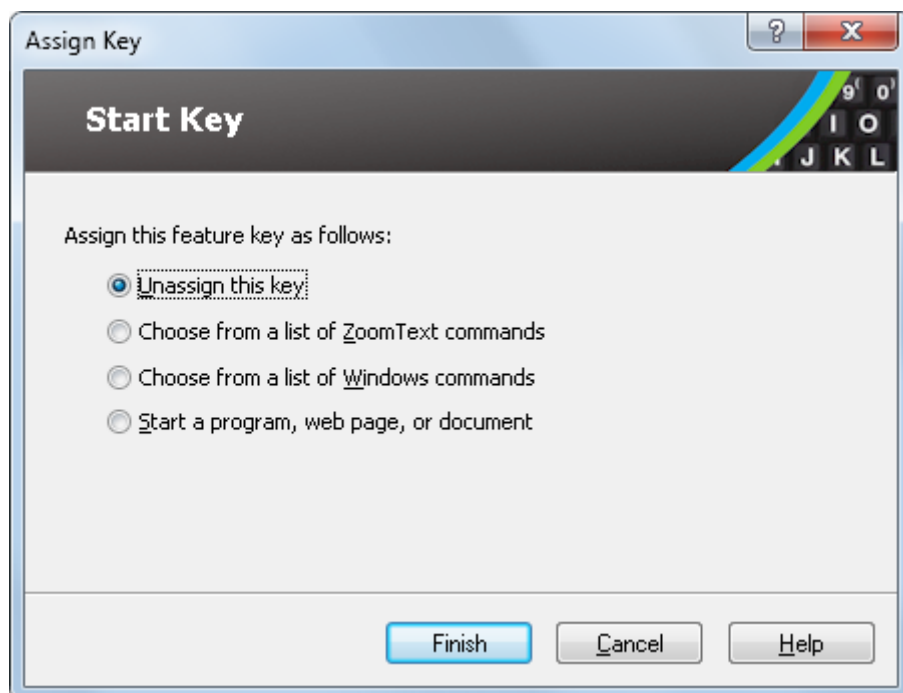 Assign Key
?
X
Start Key
9( 0)
I O
J K L
Assign this feature key as follows:
Unassign this key
Choose from a list of ZoomText commands
Choose from a list of Windows commands
Start a program, web page, or document
Finish Cancel Help